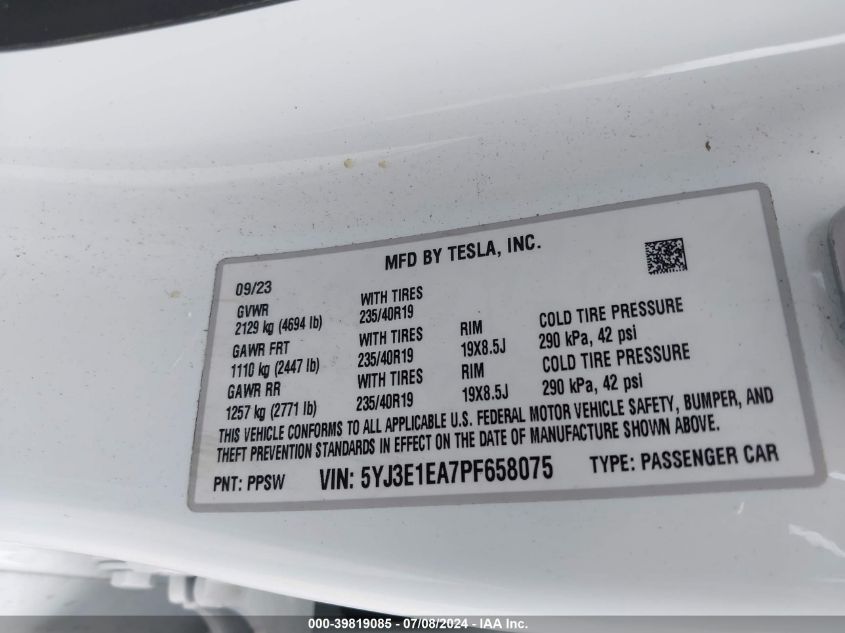 MFD BY TESLA, INC.
09/23
GVWR
2129 kg (4694 lb)
WITH TIRES
235/40R19
GAWR FRT
1110 kg (2447 lb)
WITH TIRES
235/40R19
RIM
19X8.5J
COLD TIRE PRESSURE
290 kPa, 42 psi
GAWR RR
1257 kg (2771 lb)
WITH TIRES
235/40R19
RIM
19X8.5J
COLD TIRE PRESSURE
290 kPa, 42 psi
THIS VEHICLE CONFORMS TO ALL APPLICABLE U.S. FEDERAL MOTOR VEHICLE SAFETY, BUMPER, AND
THEFT PREVENTION STANDARDS IN EFFECT ON THE DATE OF MANUFACTURE SHOWN ABOVE.
PNT: PPSW VIN: 5YJ3E1EA7PF658075 TYPE: PASSENGER CAR
000-39819085 - 07/08/2024 - IAA Inc.